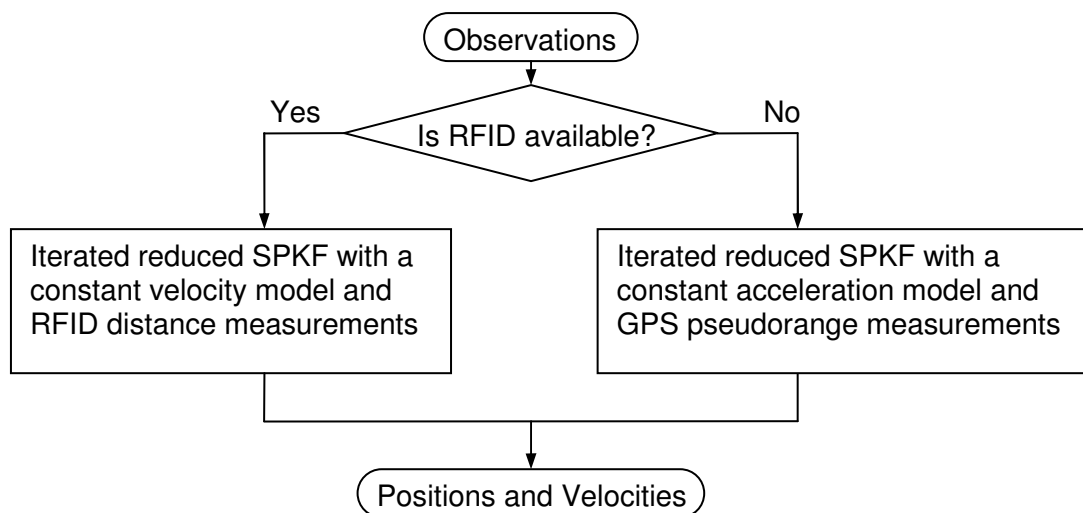 Observations
Yes
No
Is RFID available?
Iterated reduced SPKF with a
constant velocity model and
RFID distance measurements
Iterated reduced SPKF with a
constant acceleration model and
GPS pseudorange measurements
Positions and Velocities